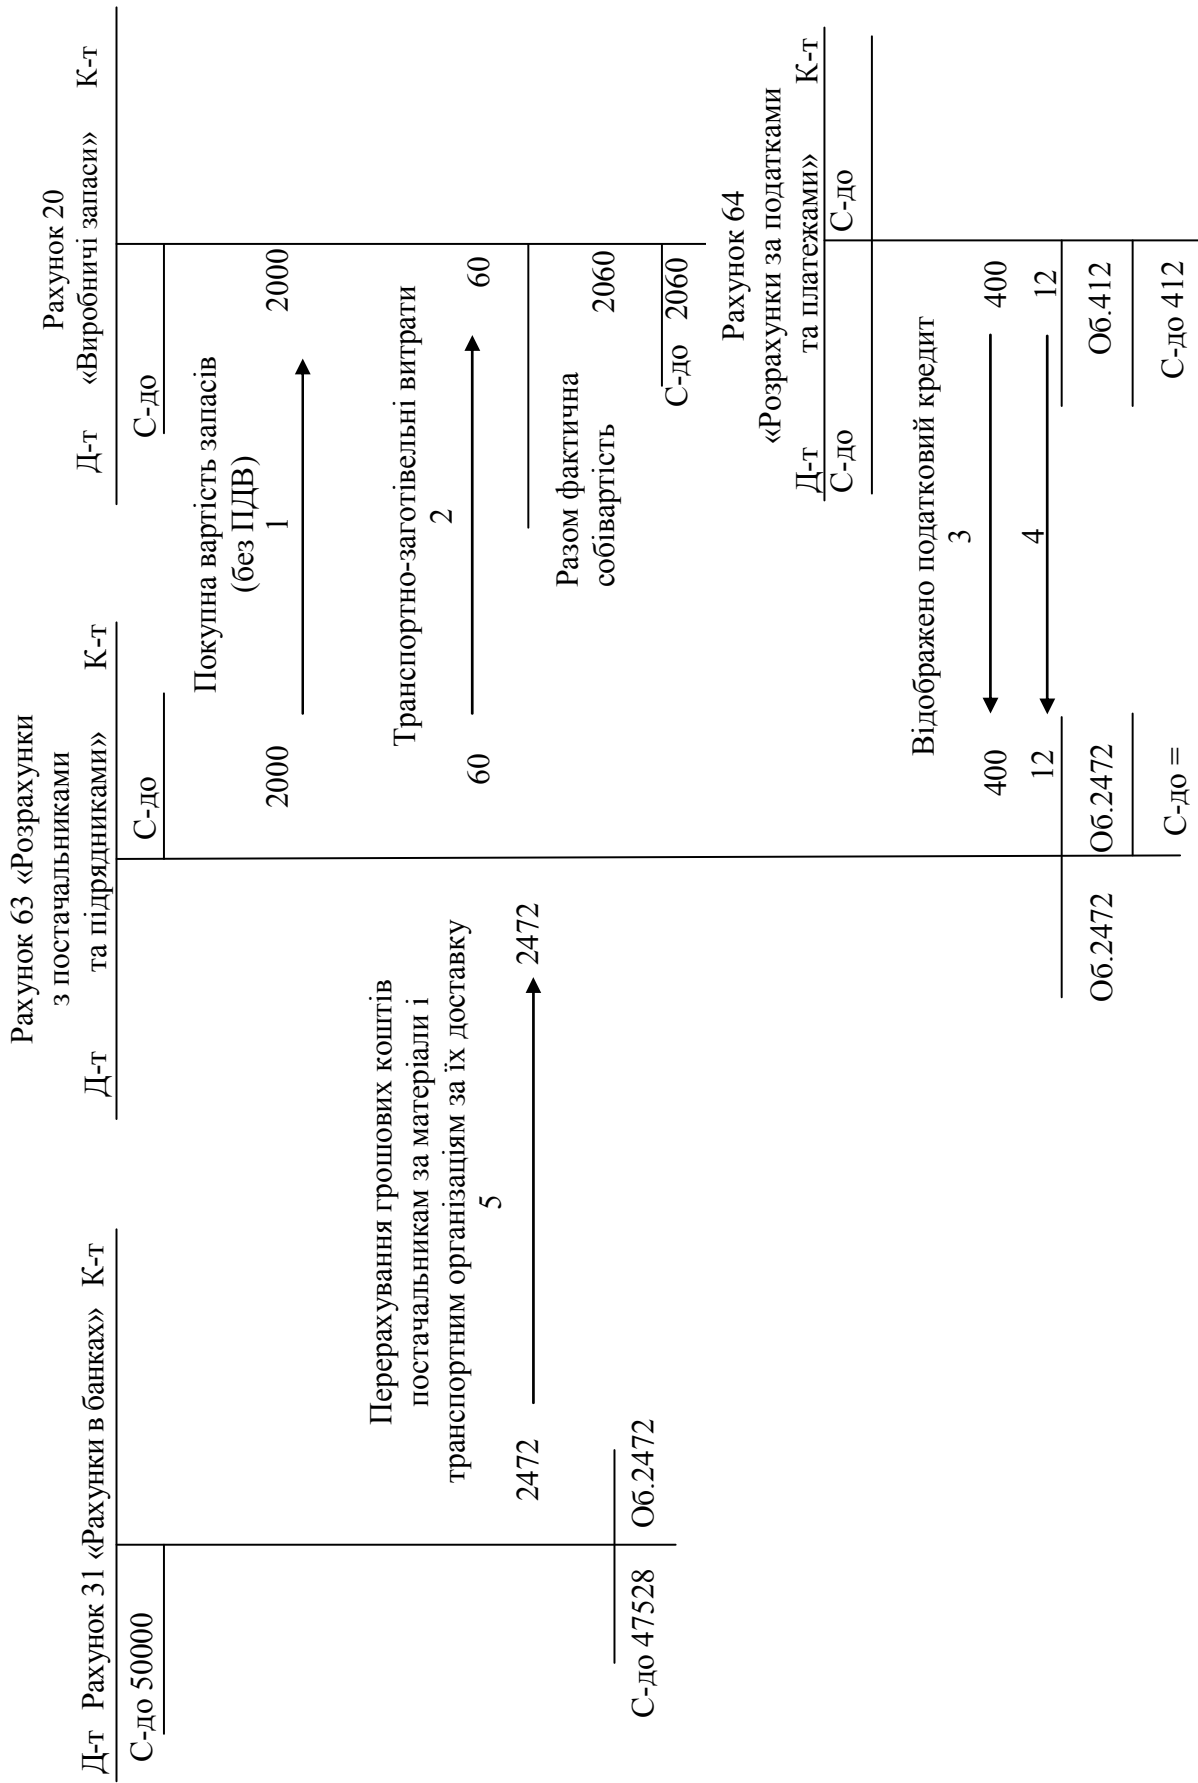 Д-т Рахунок 31 «Рахунки в банках» К-т
С-до 50000
Перерахування грошових коштів
постачальникам за матеріали і
транспортним організаціям за їх доставку
5
2472 2472
Об.2472
С-до 47528
Рахунок 63 «Розрахунки
з постачальниками
Д-т та підрядниками» К-т
С-до
2000
60
400
12
Об.2472 Об.2472
С-до =
Покупна вартість запасів
(без ПДВ)
1
Транспортно-заготівельні витрати
2
Разом фактична
собівартість
Рахунок 20
Д-т «Виробничі запаси» К-т
С-до
2000
60
2060
С-до 2060
Відображено податковий кредит
3
4
Рахунок 64
«Розрахунки за податками
Д-т та платежами» К-т
С-до С-до
400
12
Об.412
С-до 412